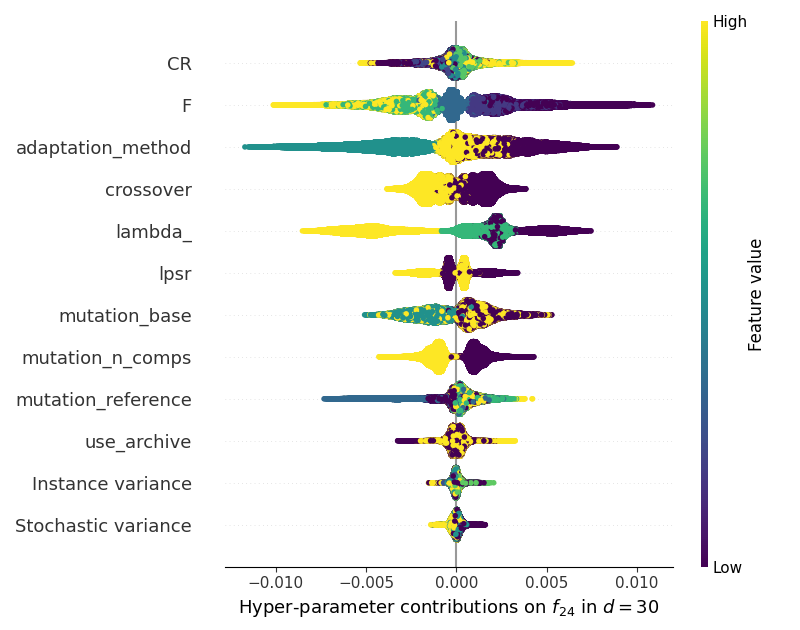 High
CR
F
adaptation_method
crossover
lambda_
lpsr
mutation_base
mutation_n_comps
mutation_reference
use_archive
Instance variance
Stochastic variance
Feature value
Low
−0.010 −0.005 0.000 0.005 0.010
Hyper-parameter contributions on f₂₄ in d = 30